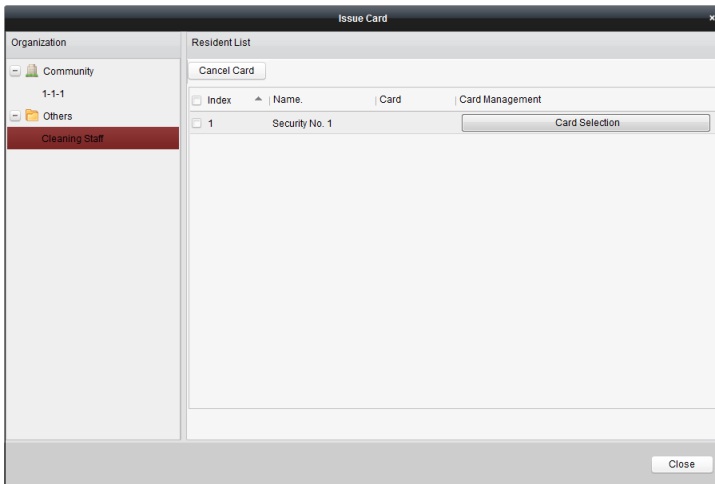 Issue Card ×
Organization
Resident List
Community
1-1-1
Others
Cleaning Staff
Cancel Card
Index Name. Card Card Management
1 Security No. 1 Card Selection
Close